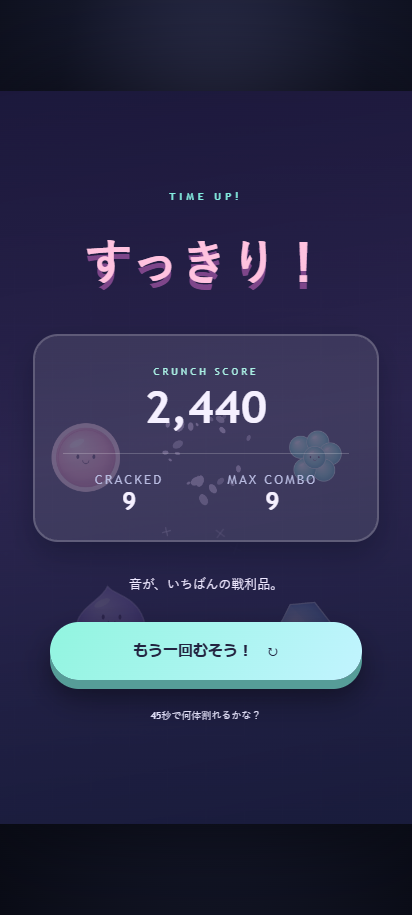 TIME UP!
すっきり！
CRUNCH SCORE
2,440
CRACKED
MAX COMBO
9
9
音が、いちばんの戦利品。
もう一回むそう！ ↻
45秒で何体割れるかな？